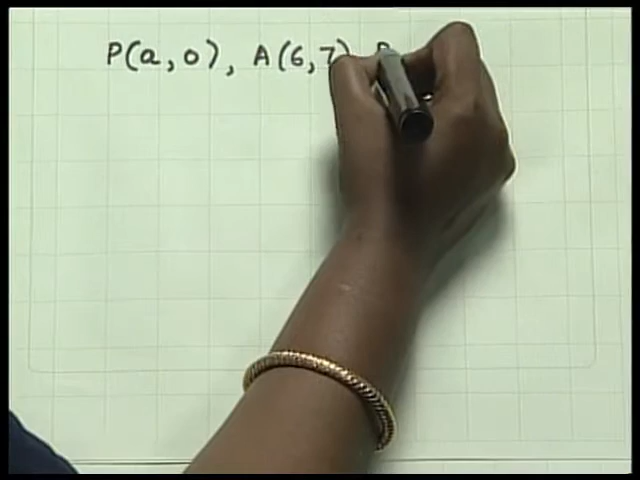 P(a, 0), A(6, 7)